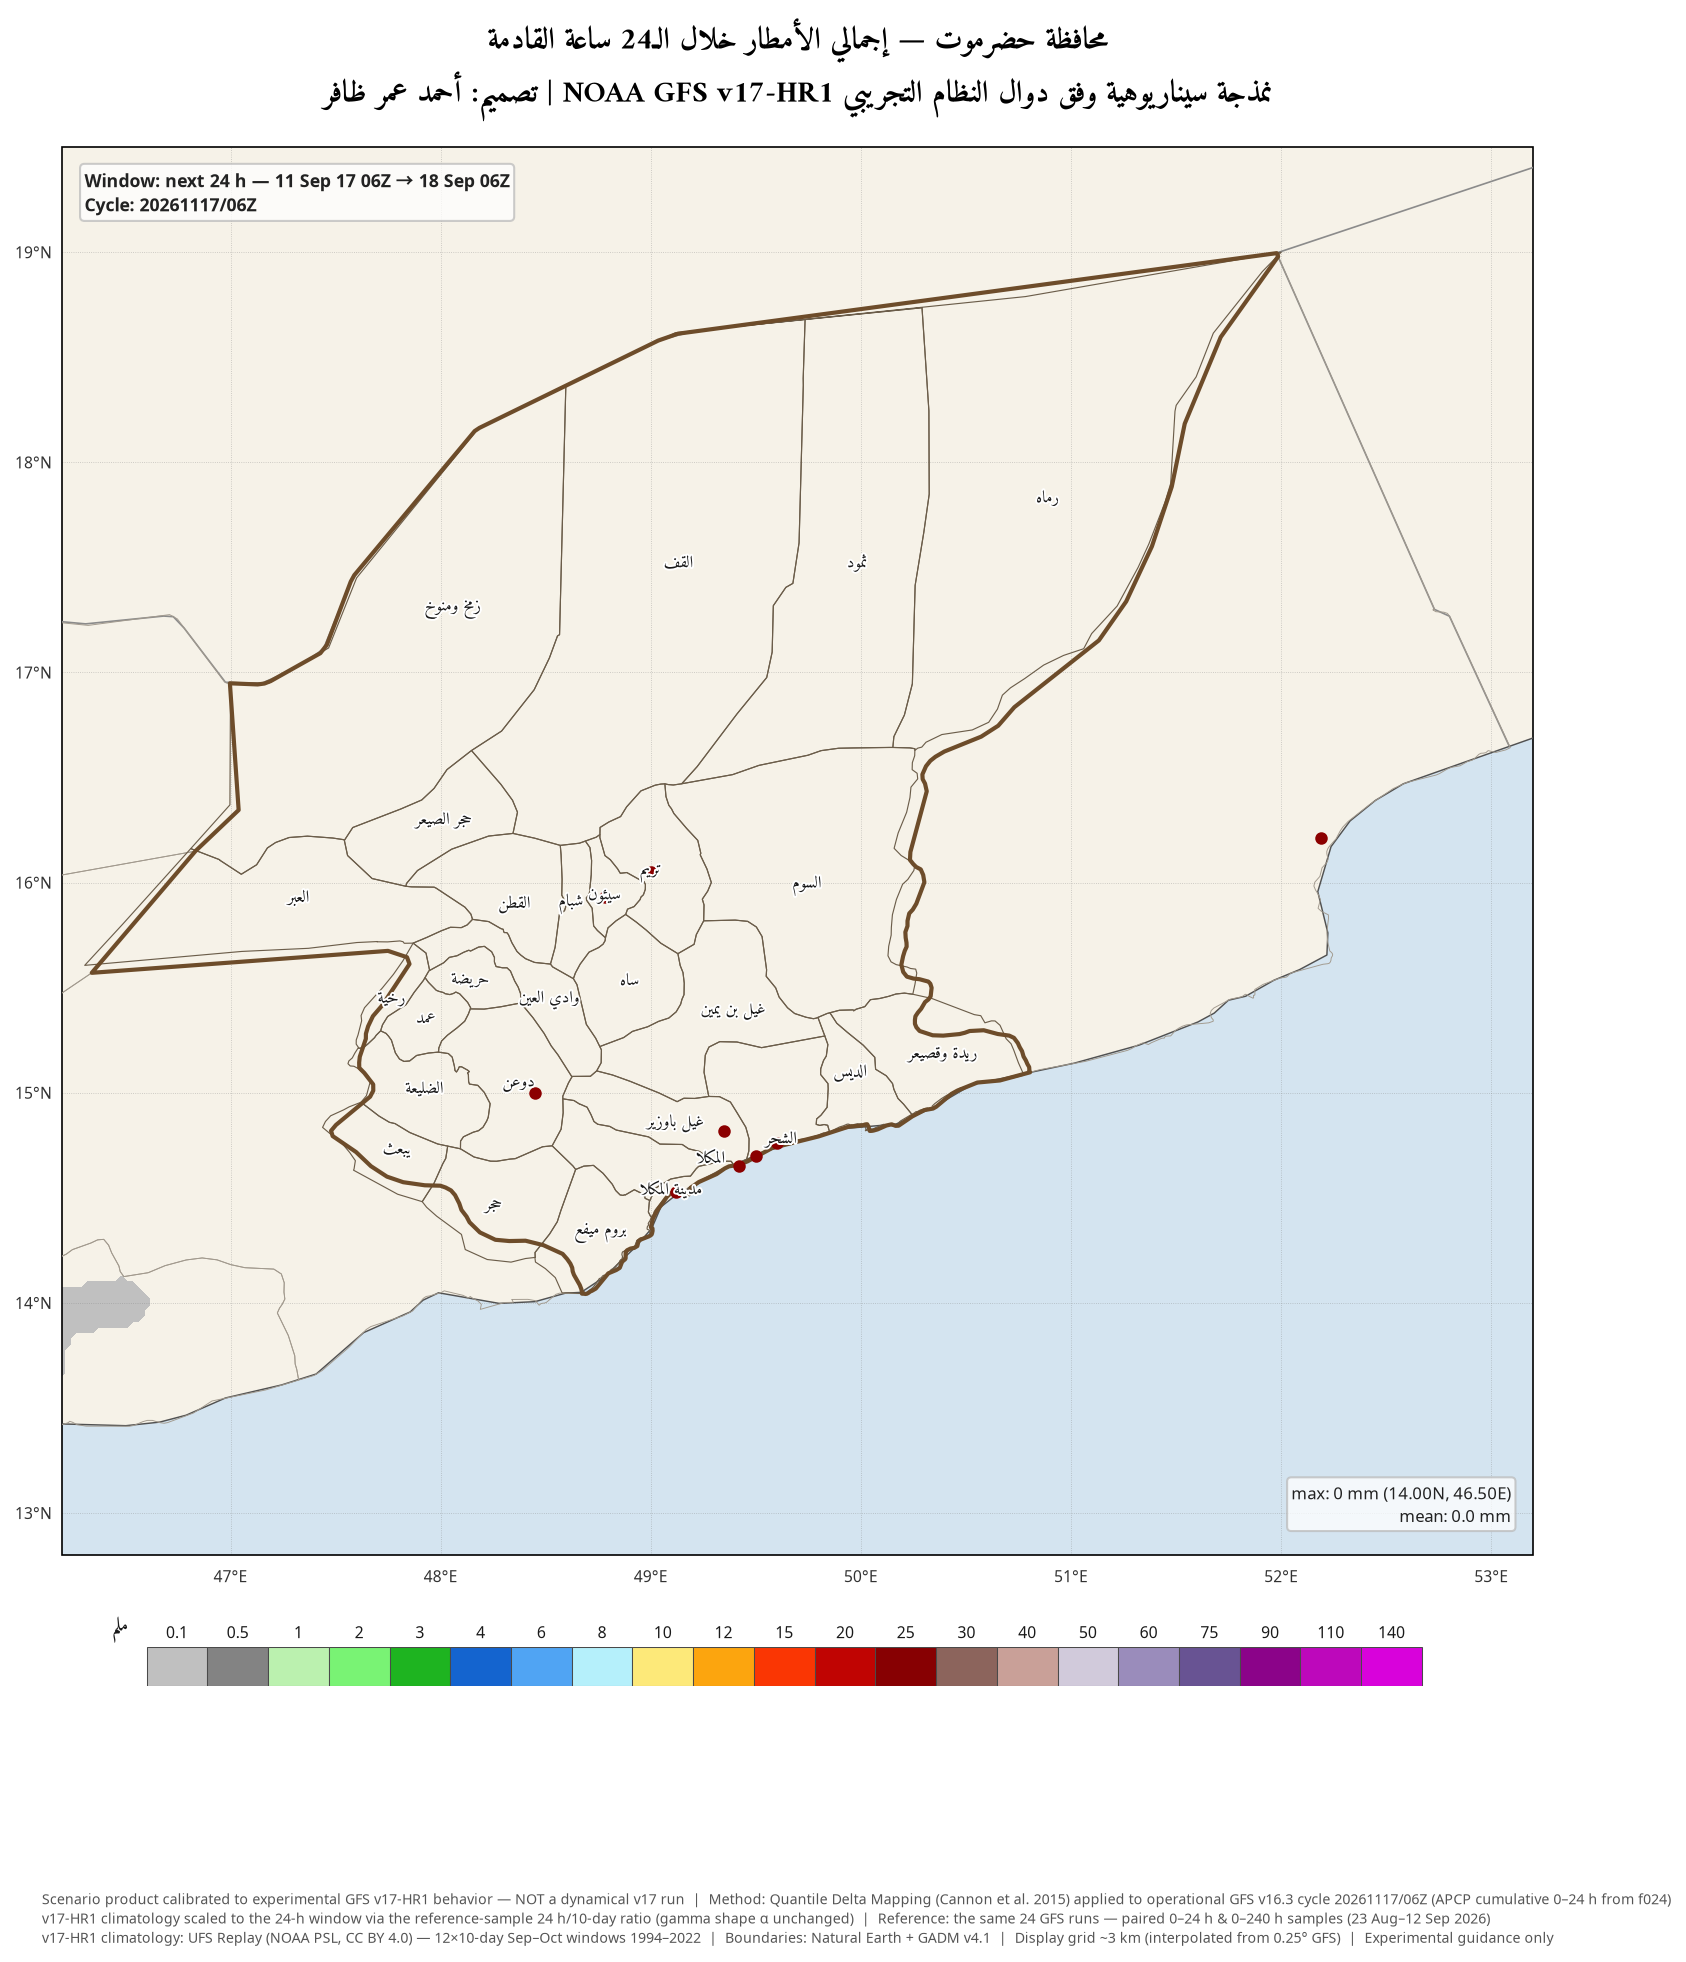 محافظة حضرموت — إجمالي الأمطار خلال الـ24 ساعة القادمة
نمذجة سيناريوهية وفق دوال النظام التجريبي NOAA GFS v17-HR1 | تصميم: أحمد عمر ظافر
Window: next 24 h — 11 Sep 17 06Z → 18 Sep 06Z
Cycle: 20261117/06Z
19°N
18°N
رماه
القف
ثمود
زمخ ومنوخ
17°N
حجر الصيعر
تريم
16°N
السوم
العبر
القطن
شبام
سيئون
حريضة
ساه
رخية
وادي العين
غيل بن يمين
عمد
ريدة وقصيعر
الديس
15°N
الضليعة
دوعن
غيل باوزير
الشحر
يبعث
المكلا
مدينة المكلا
حجر
بروم ميفع
14°N
max: 0 mm (14.00N, 46.50E)
mean: 0.0 mm
13°N
47°E 48°E 49°E 50°E 51°E 52°E 53°E
ملم
0.1 0.5 1 2 3 4 6 8 10 12 15 20 25 30 40 50 60 75 90 110 140
Scenario product calibrated to experimental GFS v17-HR1 behavior — NOT a dynamical v17 run | Method: Quantile Delta Mapping (Cannon et al. 2015) applied to operational GFS v16.3 cycle 20261117/06Z (APCP cumulative 0–24 h from f024)
v17-HR1 climatology scaled to the 24-h window via the reference-sample 24 h/10-day ratio (gamma shape α unchanged) | Reference: the same 24 GFS runs — paired 0–24 h & 0–240 h samples (23 Aug–12 Sep 2026)
v17-HR1 climatology: UFS Replay (NOAA PSL, CC BY 4.0) — 12×10-day Sep–Oct windows 1994–2022 | Boundaries: Natural Earth + GADM v4.1 | Display grid ~3 km (interpolated from 0.25° GFS) | Experimental guidance only